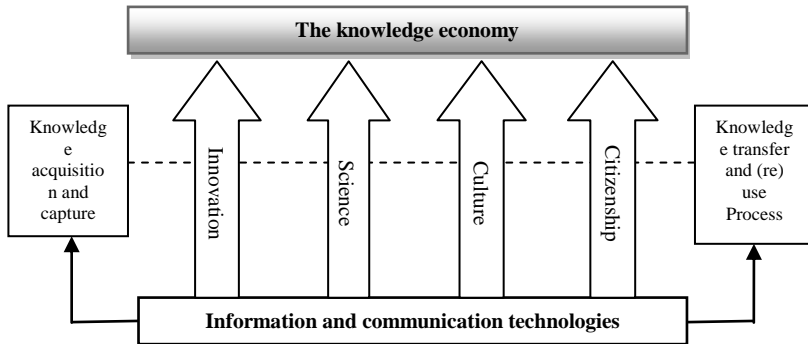 The knowledge economy
Knowledg
e
acquisitio
n and
capture
Innovation
Science
Culture
Citizenship
Knowledg
e transfer
and (re)
use
Process
Information and communication technologies